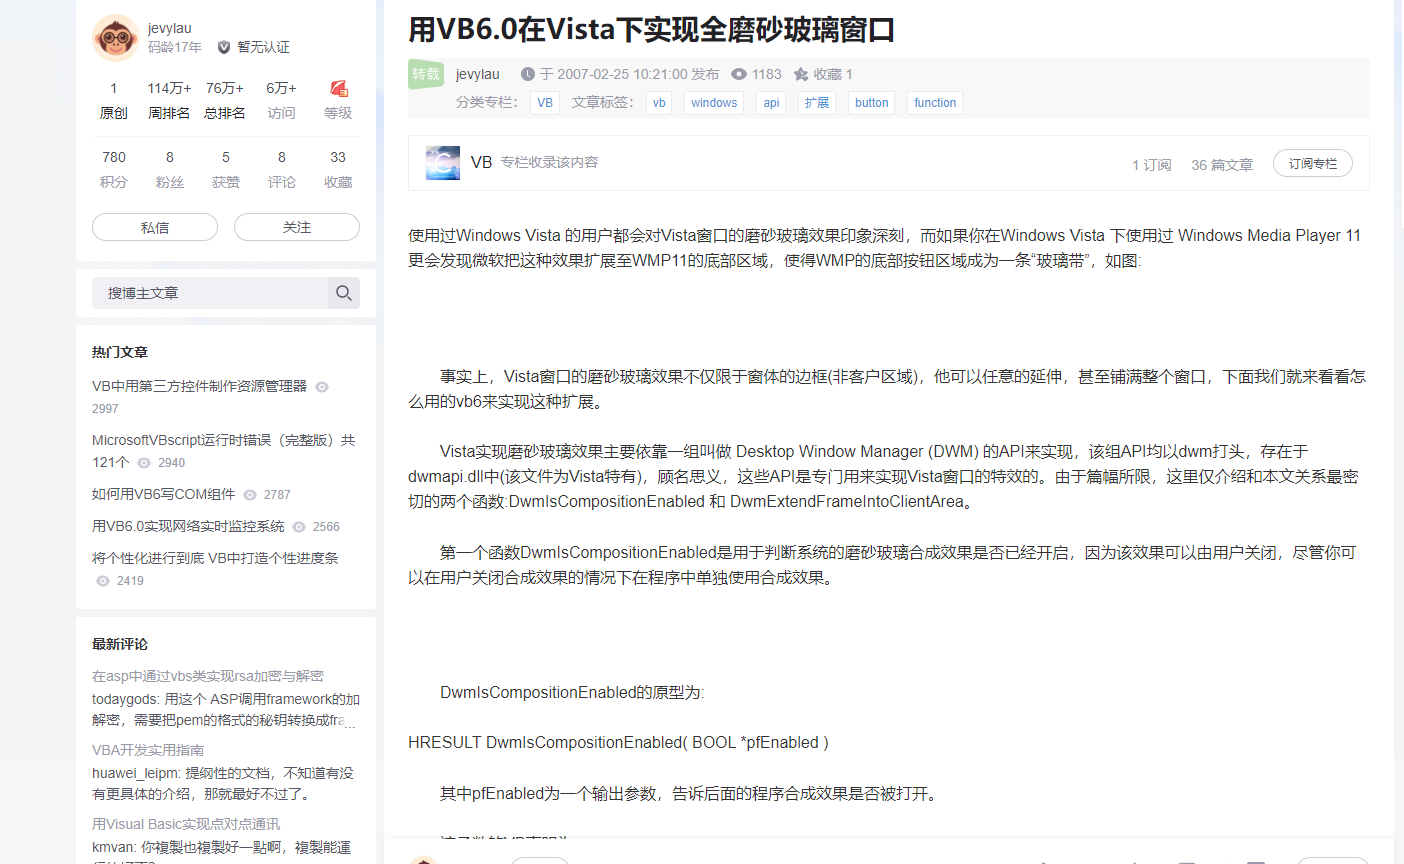 jevylau
码龄17年 暂无认证
1 114万+ 76万+ 6万+
原创 周排名 总排名 访问 等级
780 8 5 8 33
积分 粉丝 获赞 评论 收藏
私信 关注
搜博主文章
热门文章
VB中用第三方控件制作资源管理器
2997
MicrosoftVBscript运行时错误（完整版）共
121个 2940
如何用VB6写COM组件 2787
用VB6.0实现网络实时监控系统 2566
将个性化进行到底 VB中打造个性进度条
2419
最新评论
在asp中通过vbs类实现rsa加密与解密
todaygods: 用这个 ASP调用framework的加
解密，需要把pem的格式的秘钥转换成fra...
VBA开发实用指南
huawei_leipm: 提纲性的文档，不知道有没
有更具体的介绍，那就最好不过了。
用Visual Basic实现点对点通讯
kmvan: 你複製也複製好一點啊，複製能運
用VB6.0在Vista下实现全磨砂玻璃窗口
转载 jevylau 于 2007-02-25 10:21:00 发布 1183 收藏 1
分类专栏： VB 文章标签： vb windows api 扩展 button function
VB 专栏收录该内容 1 订阅 36 篇文章 订阅专栏
使用过Windows Vista 的用户都会对Vista窗口的磨砂玻璃效果印象深刻，而如果你在Windows Vista 下使用过 Windows Media Player 11
更会发现微软把这种效果扩展至WMP11的底部区域，使得WMP的底部按钮区域成为一条“玻璃带”，如图:
事实上，Vista窗口的磨砂玻璃效果不仅限于窗体的边框(非客户区域)，他可以任意的延伸，甚至铺满整个窗口，下面我们就来看看怎
么用的vb6来实现这种扩展。
Vista实现磨砂玻璃效果主要依靠一组叫做 Desktop Window Manager (DWM) 的API来实现，该组API均以dwm打头，存在于
dwmapi.dll中(该文件为Vista特有)，顾名思义，这些API是专门用来实现Vista窗口的特效的。由于篇幅所限，这里仅介绍和本文关系最密
切的两个函数:DwmIsCompositionEnabled 和 DwmExtendFrameIntoClientArea。
第一个函数DwmIsCompositionEnabled是用于判断系统的磨砂玻璃合成效果是否已经开启，因为该效果可以由用户关闭，尽管你可
以在用户关闭合成效果的情况下在程序中单独使用合成效果。
DwmIsCompositionEnabled的原型为:
HRESULT DwmIsCompositionEnabled( BOOL *pfEnabled )
其中pfEnabled为一个输出参数，告诉后面的程序合成效果是否被打开。